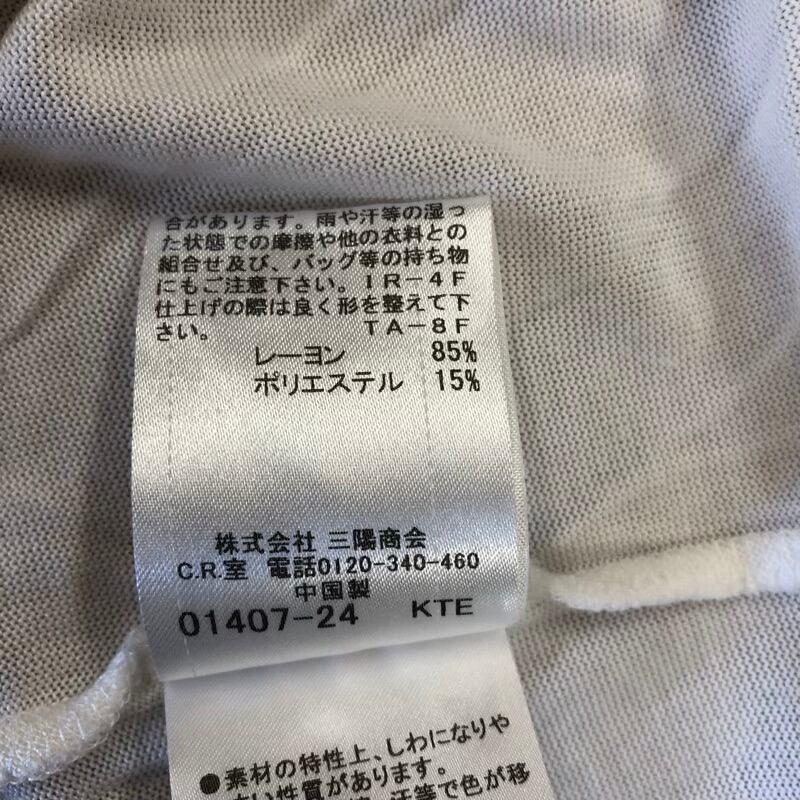 合があります。雨や汗等の湿っ
た状態での摩擦や他の衣料との
組合せ及び、バッグ等の持ち物
にもご注意下さい。IR-4F
仕上げの際は良く形を整えて下
さい。 TA-8F
レーヨン 85%
ポリエステル 15%
株式会社 三陽商会
C.R.室 電話0120-340-460
中国製
01407-24 KTE
●素材の特性上、しわになりや
すい性質があります。
汗等で色が移